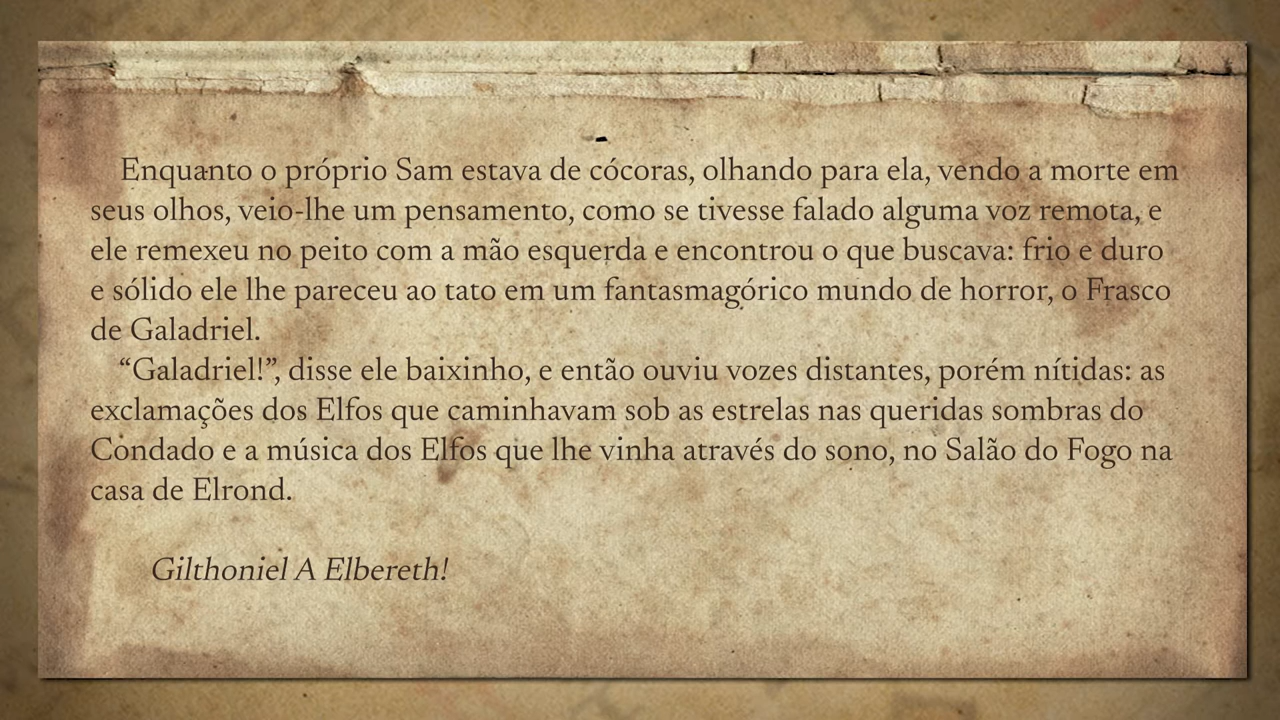 Enquanto o próprio Sam estava de cócoras, olhando para ela, vendo a morte em
seus olhos, veio-lhe um pensamento, como se tivesse falado alguma voz remota, e
ele remexeu no peito com a mão esquerda e encontrou o que buscava: frio e duro
e sólido ele lhe pareceu ao tato em um fantasmagórico mundo de horror, o Frasco
de Galadriel.
“Galadriel!”, disse ele baixinho, e então ouviu vozes distantes, porém nítidas: as
exclamações dos Elfos que caminhavam sob as estrelas nas queridas sombras do
Condado e a música dos Elfos que lhe vinha através do sono, no Salão do Fogo na
casa de Elrond.
Gilthoniel A Elbereth!